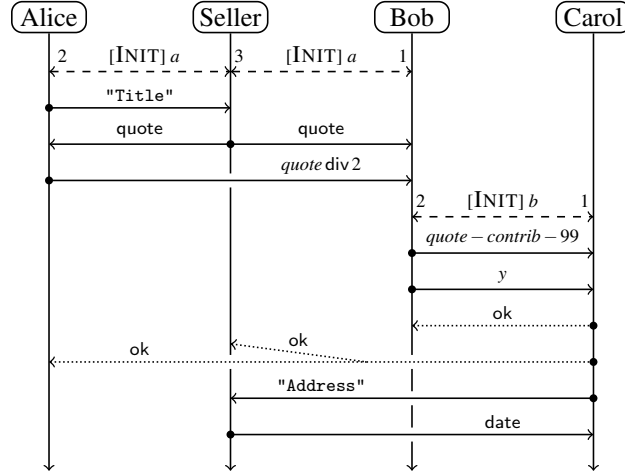 Alice Seller Bob Carol
2 [INIT] a 3 [INIT] a 1
"Title"
quote quote
quote div 2
2 [INIT] b 1
quote − contrib − 99
y
ok
ok
ok
"Address"
date